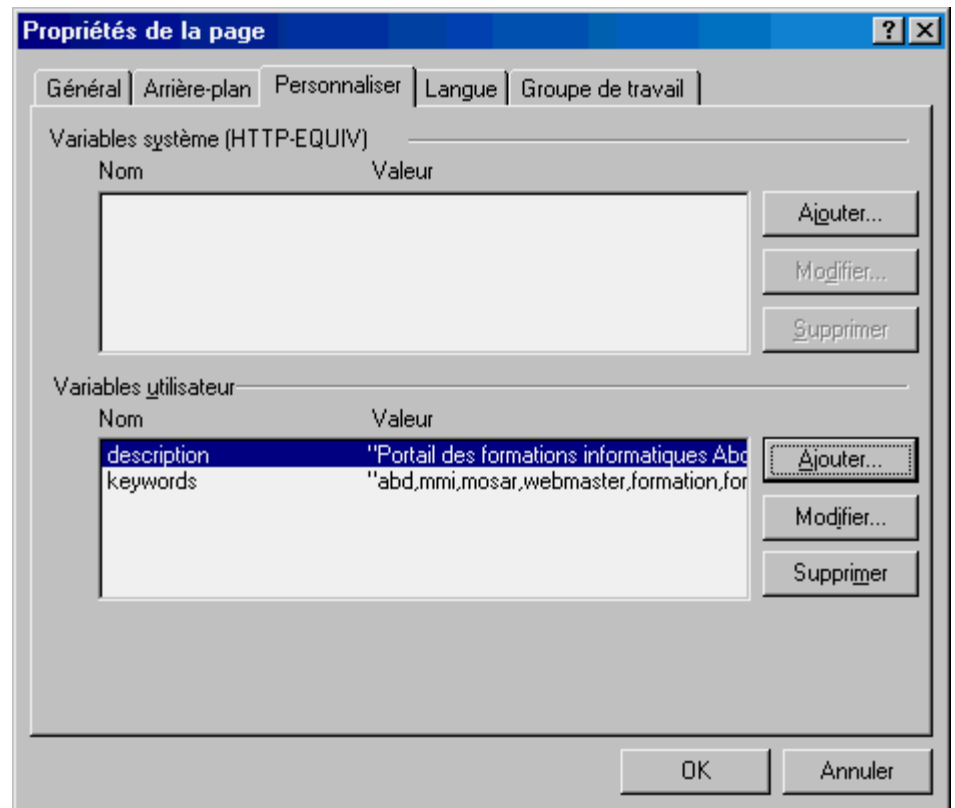 Propriétés de la page
Général Arrière-plan Personnaliser Langue Groupe de travail
Variables système (HTTP-EQUIV)
Nom Valeur
Ajouter...
Modifier...
Supprimer
Variables utilisateur
Nom Valeur
description "Portail des formations informatiques Abd
keywords "abd,mmi,mosar,webmaster,formation,for
Ajouter...
Modifier...
Supprimer
OK Annuler